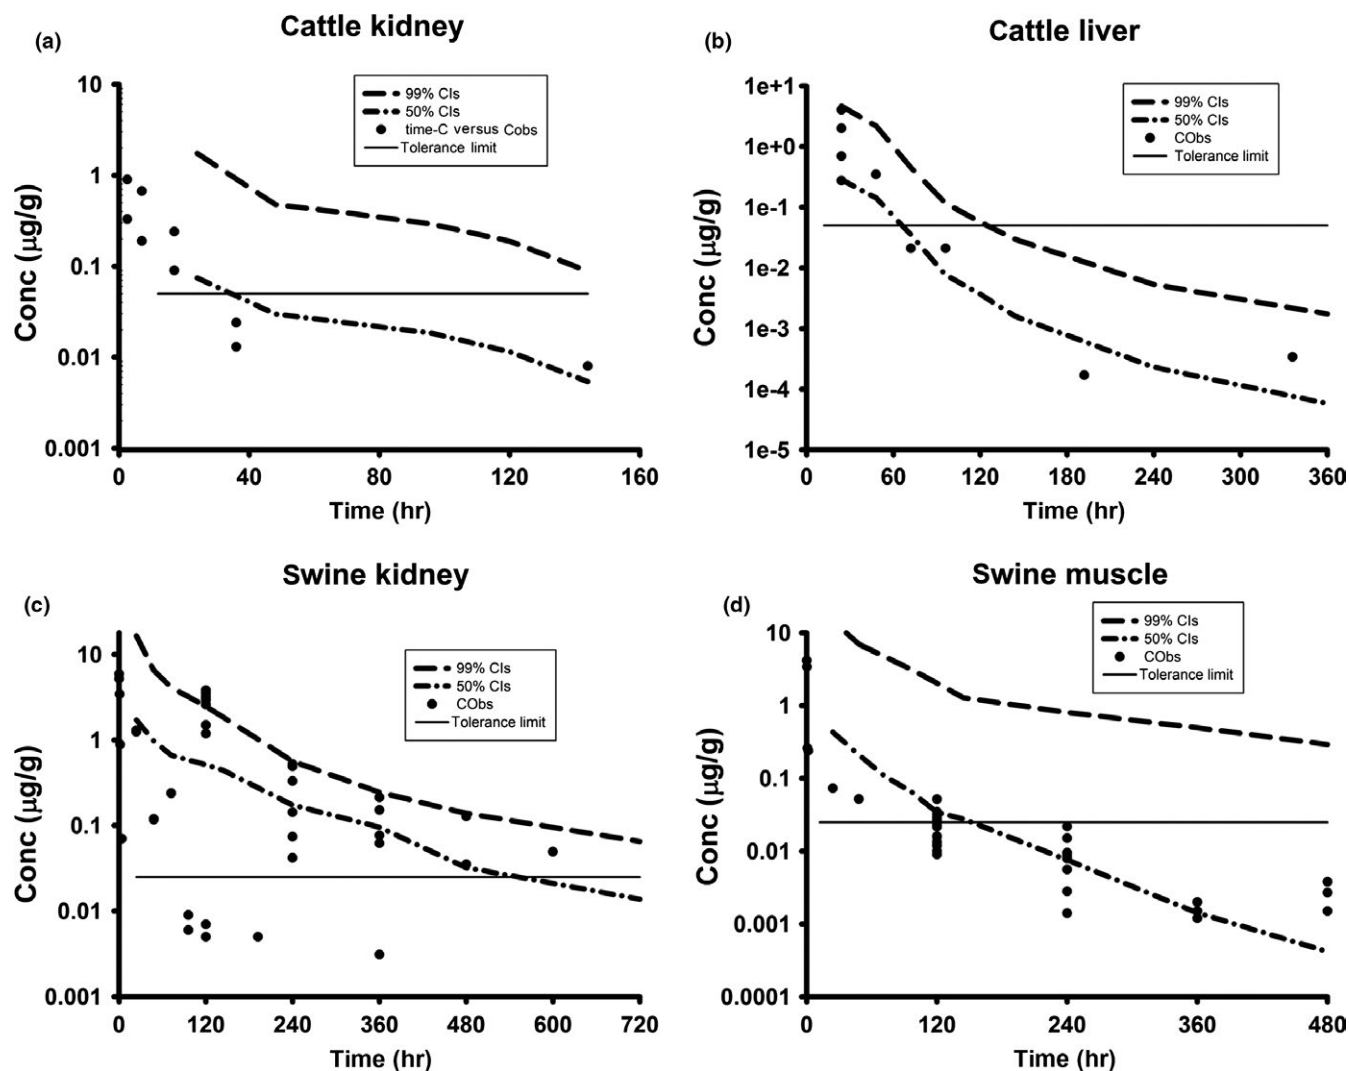 (a)
Cattle kidney
99% CIs
50% CIs
time-C versus Cobs
Tolerance limit
Conc (µg/g)
10
1
0.1
0.01
0.001
0 40 80 120 160
Time (hr)
(b)
Cattle liver
99% CIs
50% CIs
CObs
Tolerance limit
Conc (µg/g)
1e+1
1e+0
1e-1
1e-2
1e-3
1e-4
1e-5
0 60 120 180 240 300 360
Time (hr)
(c)
Swine kidney
99% CIs
50% CIs
CObs
Tolerance limit
Conc (µg/g)
10
1
0.1
0.01
0.001
0 120 240 360 480 600 720
Time (hr)
(d)
Swine muscle
99% CIs
50% CIs
CObs
Tolerance limit
Conc (µg/g)
10
1
0.1
0.01
0.001
0.0001
0 120 240 360 480
Time (hr)